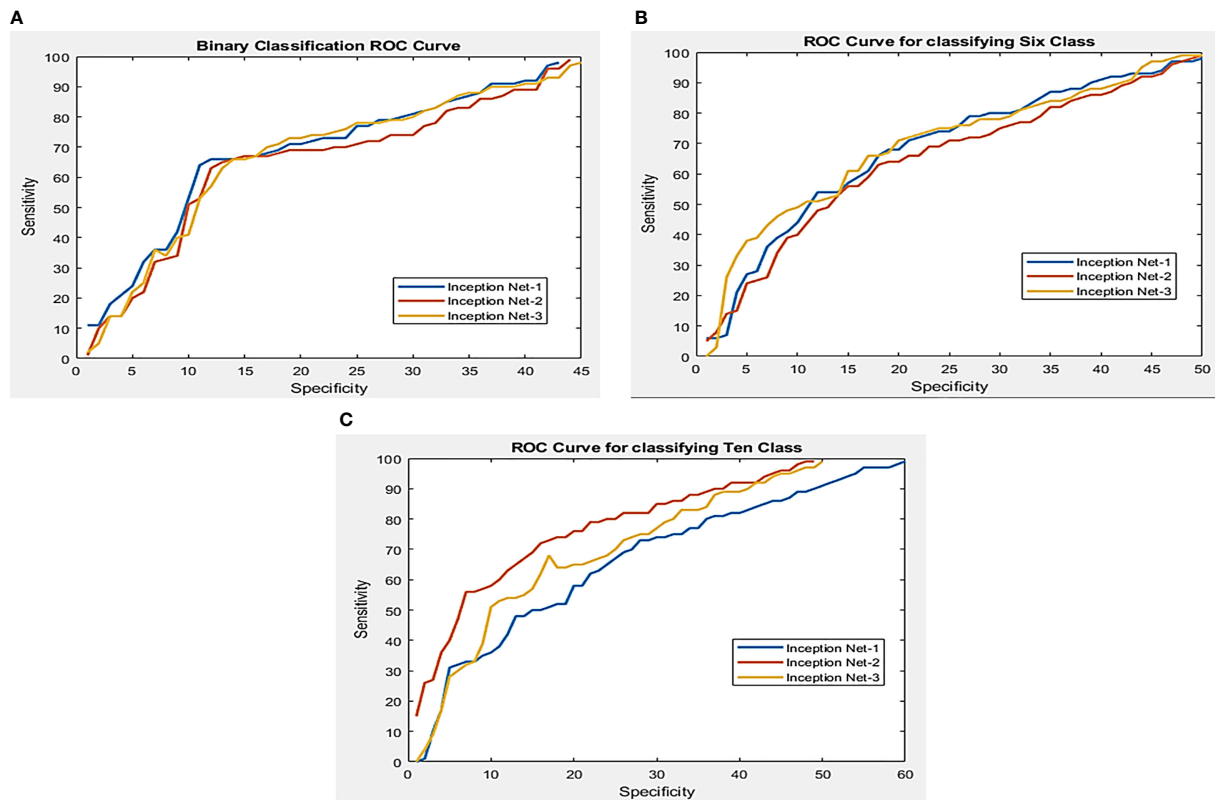 A
Binary Classification ROC Curve
100
90
80
70
60
50
40
30
20
10
0
Sensitivity
0 5 10 15 20 25 30 35 40 45
Specificity
Inception Net-1
Inception Net-2
Inception Net-3
B
ROC Curve for classifying Six Class
100
90
80
70
60
50
40
30
20
10
0
Sensitivity
0 5 10 15 20 25 30 35 40 45 50
Specificity
Inception Net-1
Inception Net-2
Inception Net-3
C
ROC Curve for classifying Ten Class
100
90
80
70
60
50
40
30
20
10
0
Sensitivity
0 10 20 30 40 50 60
Specificity
Inception Net-1
Inception Net-2
Inception Net-3